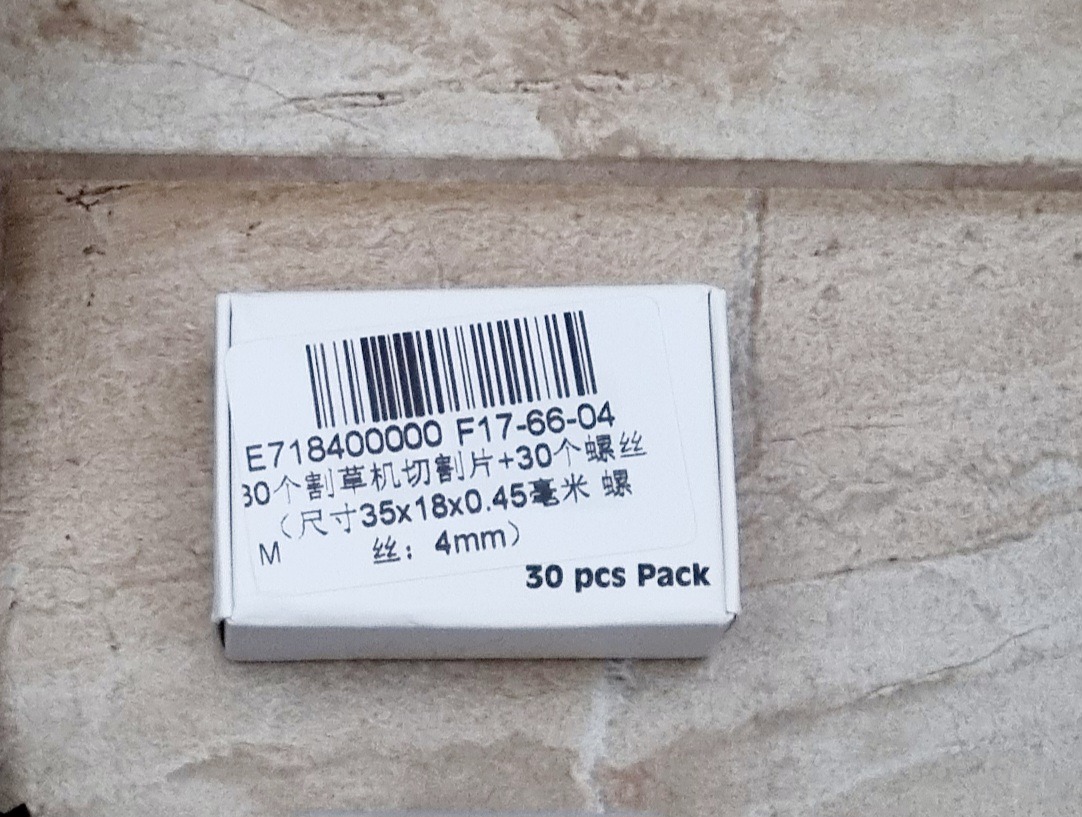 E718400000 F17-66-04
30个割草机切割片+30个螺丝
（尺寸35x18x0.45毫米 螺
M 丝：4mm）
30 pcs Pack